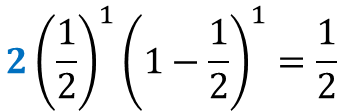 2 (1/2)^1 (1 − 1/2)^1 = 1/2